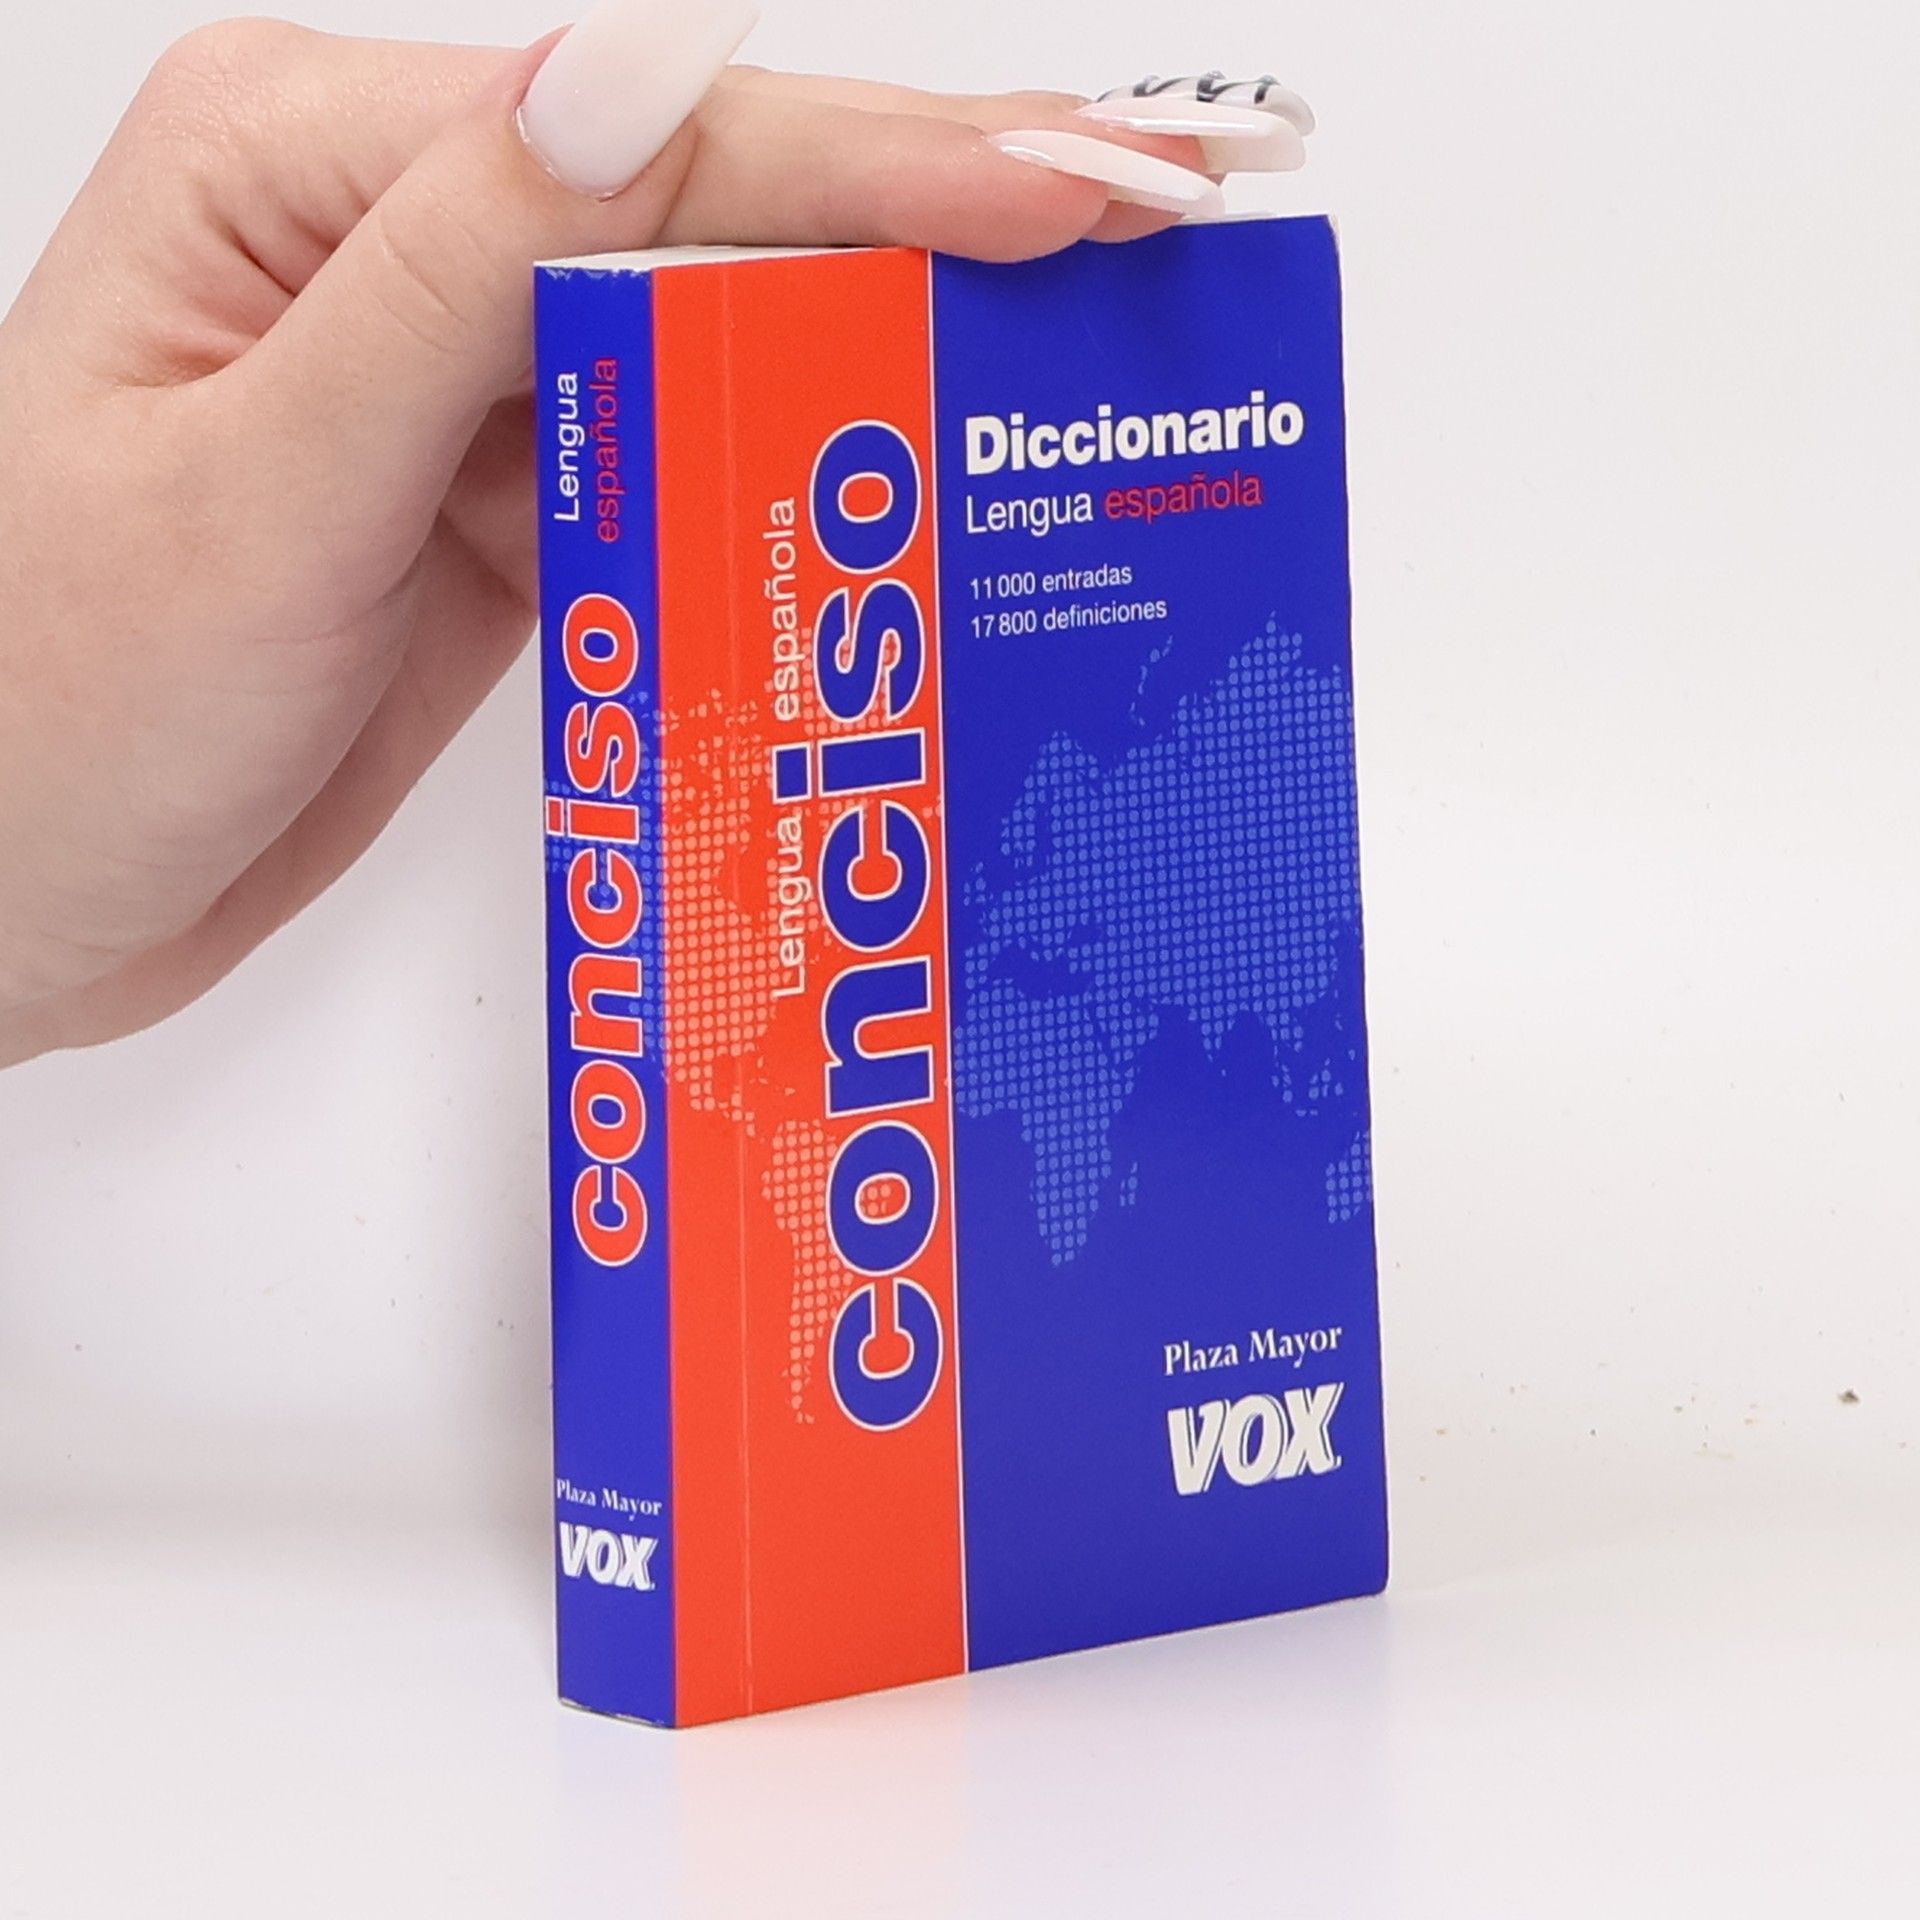 Lengua
española
conciso
Plaza Mayor
VOX
Lengua española
conciso
Diccionario
Lengua española
11 000 entradas
17 800 definiciones
Plaza Mayor
VOX